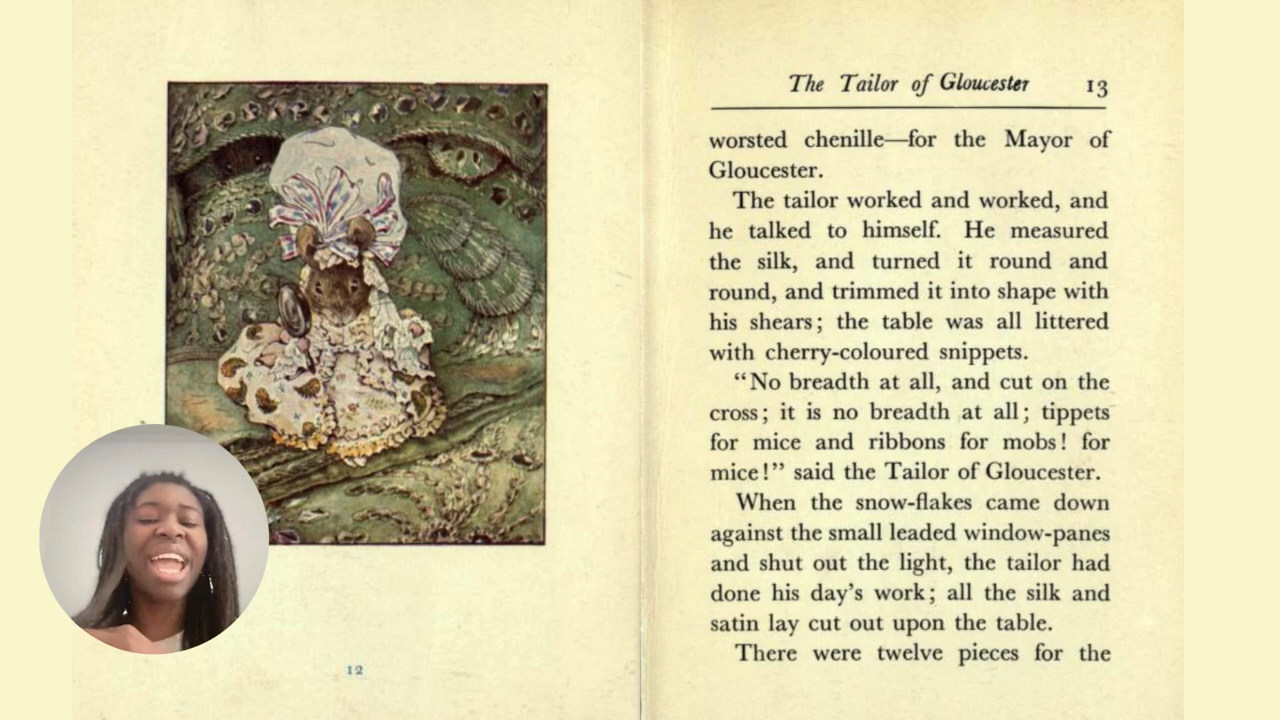 12
The Tailor of Gloucester 13
worsted chenille—for the Mayor of
Gloucester.
The tailor worked and worked, and
he talked to himself. He measured
the silk, and turned it round and
round, and trimmed it into shape with
his shears; the table was all littered
with cherry-coloured snippets.
“No breadth at all, and cut on the
cross; it is no breadth at all; tippets
for mice and ribbons for mobs! for
mice!” said the Tailor of Gloucester.
When the snow-flakes came down
against the small leaded window-panes
and shut out the light, the tailor had
done his day’s work; all the silk and
satin lay cut out upon the table.
There were twelve pieces for the